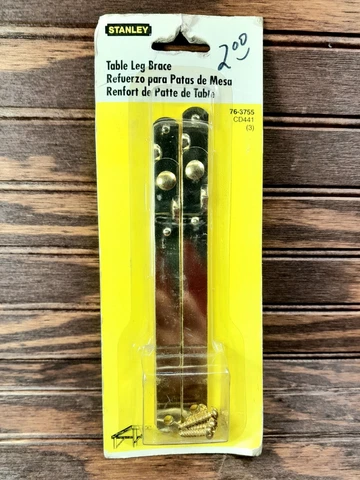 STANLEY
2.00
Table Leg Brace
Refuerzo para Patas de Mesa
Renfort de Patte de Table
76-3755
CD441
(3)